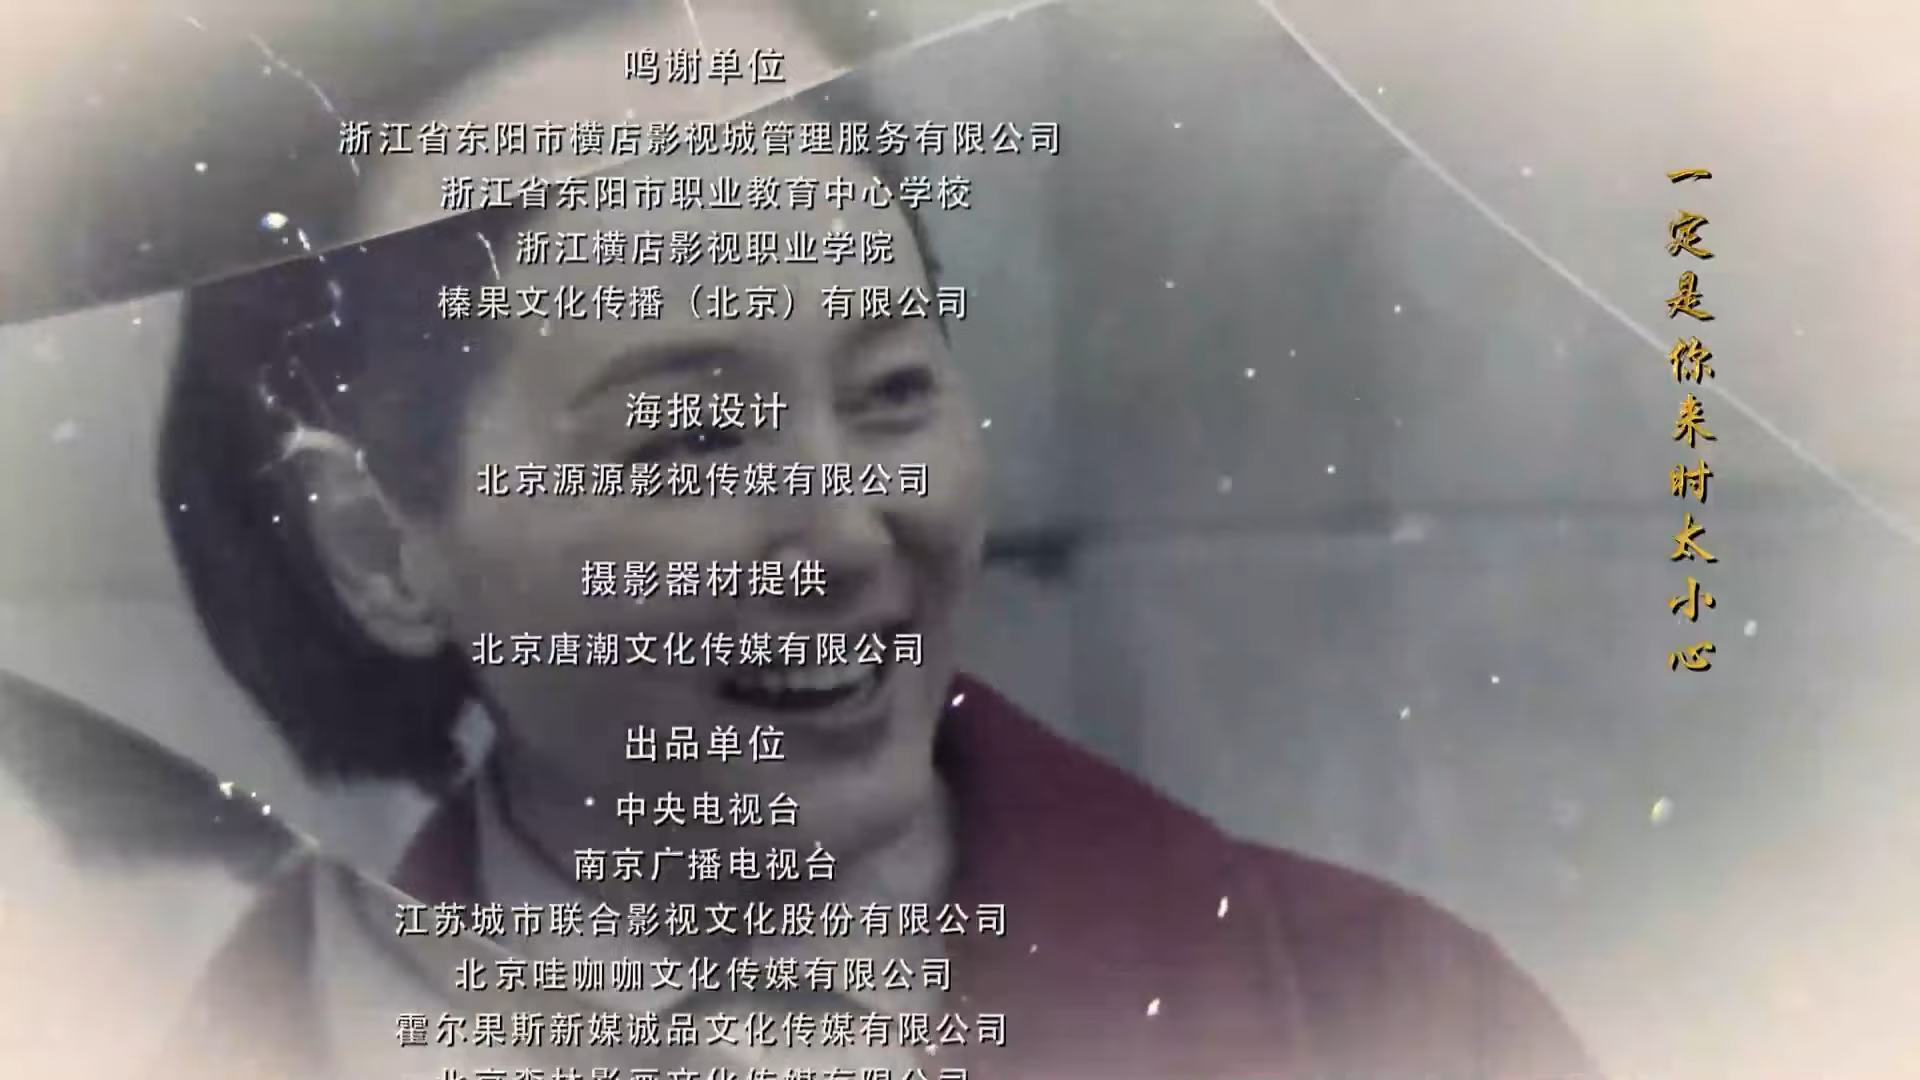 鸣谢单位
浙江省东阳市横店影视城管理服务有限公司
浙江省东阳市职业教育中心学校
浙江横店影视职业学院
榛果文化传播（北京）有限公司
海报设计
北京源源影视传媒有限公司
摄影器材提供
北京唐潮文化传媒有限公司
出品单位
中央电视台
南京广播电视台
江苏城市联合影视文化股份有限公司
北京哇咖咖文化传媒有限公司
霍尔果斯新媒诚品文化传媒有限公司
一定是你来时太小心